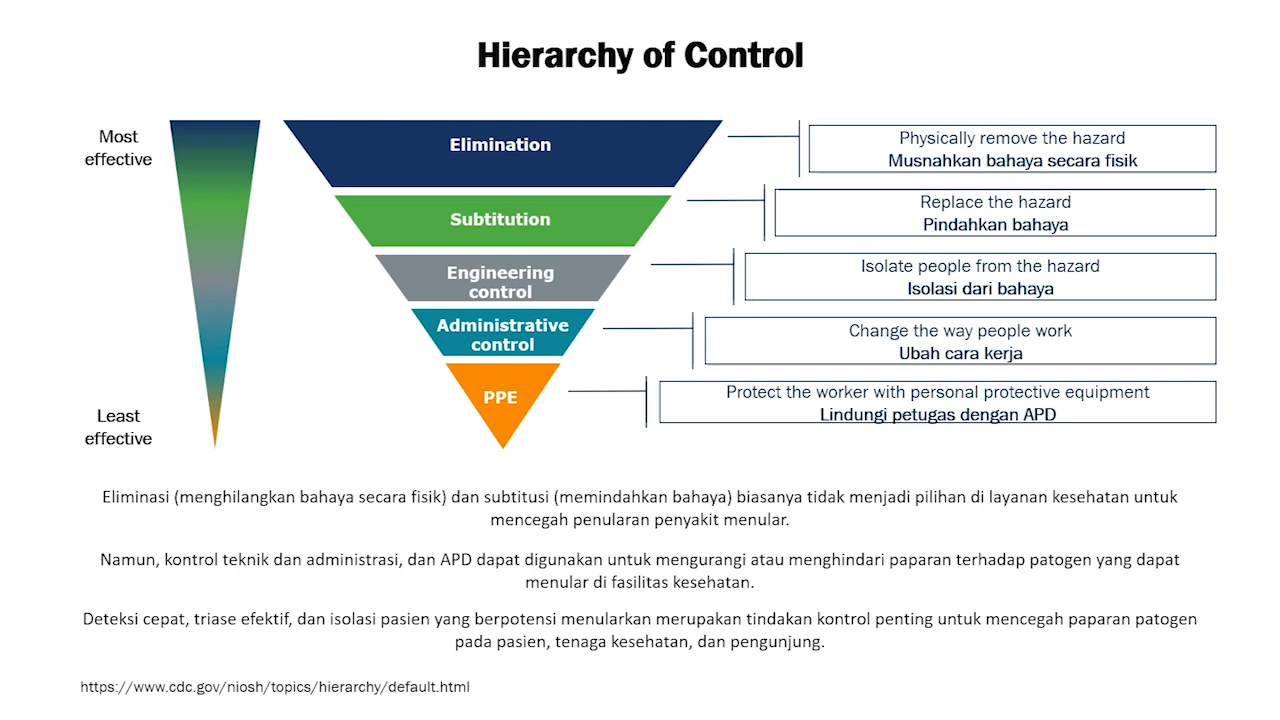 Hierarchy of Control
Most
effective
Least
effective
Elimination
Subtitution
Engineering
control
Administrative
control
PPE
Physically remove the hazard
Musnahkan bahaya secara fisik
Replace the hazard
Pindahkan bahaya
Isolate people from the hazard
Isolasi dari bahaya
Change the way people work
Ubah cara kerja
Protect the worker with personal protective equipment
Lindungi petugas dengan APD
Eliminasi (menghilangkan bahaya secara fisik) dan subtitusi (memindahkan bahaya) biasanya tidak menjadi pilihan di layanan kesehatan untuk
mencegah penularan penyakit menular.
Namun, kontrol teknik dan administrasi, dan APD dapat digunakan untuk mengurangi atau menghindari paparan terhadap patogen yang dapat
menular di fasilitas kesehatan.
Deteksi cepat, triase efektif, dan isolasi pasien yang berpotensi menularkan merupakan tindakan kontrol penting untuk mencegah paparan patogen
pada pasien, tenaga kesehatan, dan pengunjung.
https://www.cdc.gov/niosh/topics/hierarchy/default.html